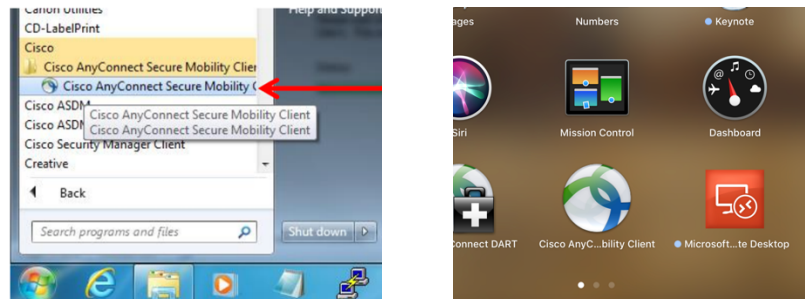 Canon Utilities
CD-LabelPrint
Cisco
Cisco AnyConnect Secure Mobility Clien
Cisco AnyConnect Secure Mobility C
Cisco ASDM
Cisco AnyConnect Secure Mobility Client
Cisco ASDM
Cisco AnyConnect Secure Mobility Client
Cisco Security Manager Client
Creative
Back
Search programs and files
Shut down
Help and Support
ages
Numbers
Keynote
Siri
Mission Control
Dashboard
Connect DART
Cisco AnyC...bility Client
Microsoft...te Desktop